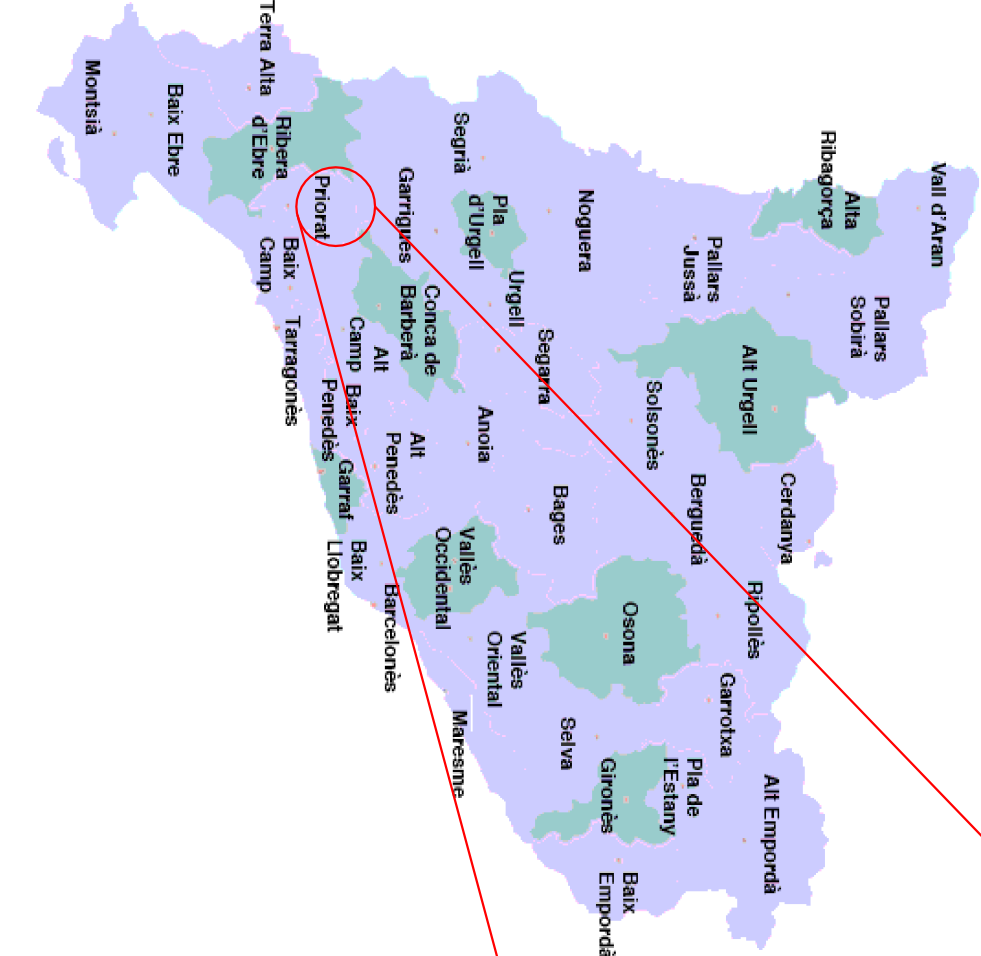 Vall d'Aran
Pallars
Sobirà
Alta
Ribagorça
Cerdanya
Alt Empordà
Ripollès
Alt Urgell
Garrotxa
Pallars
Jussà
Berguedà
Pla de
l'Estany
Solsonès
Osona
Baix
Empordà
Gironès
Noguera
Selva
Bages
Segarra
Vallès
Oriental
Urgell
Pla
d'Urgell
Anoia
Vallès
Occidental
Segrià
Maresme
Conca de
Barberà
Alt
Penedès
Garrigues
Barcelonès
Alt
Camp
Baix
Penedès
Baix
Llobregat
Garraf
Priorat
Tarragonès
Baix
Camp
Ribera
d'Ebre
Terra Alta
Baix Ebre
Montsià